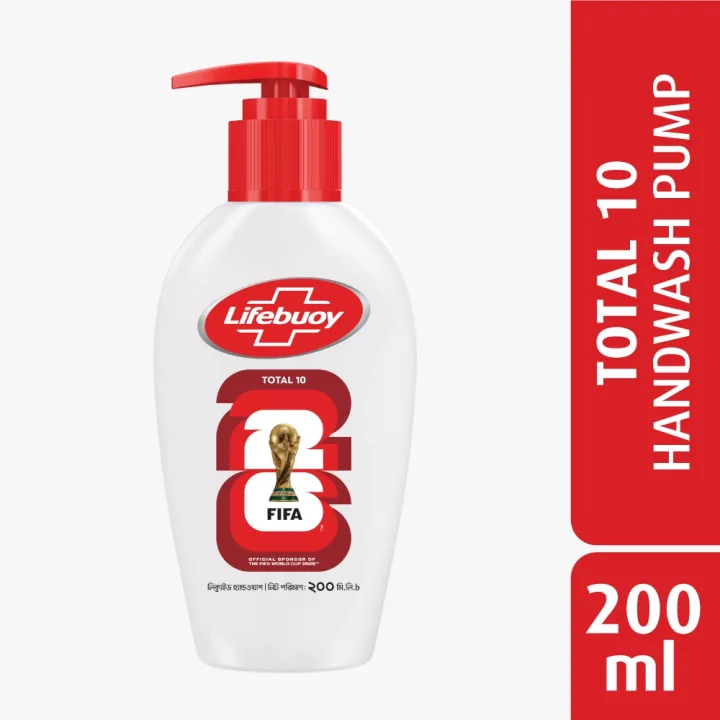 Lifebuoy
TOTAL 10
FIFA
OFFICIAL SPONSOR OF
THE FIFA WORLD CUP 2026™
লিকুইড হ্যান্ডওয়াশ | নিট পরিমাণ: ২০০ মি.লি.b
TOTAL 10
HANDWASH PUMP
200
ml